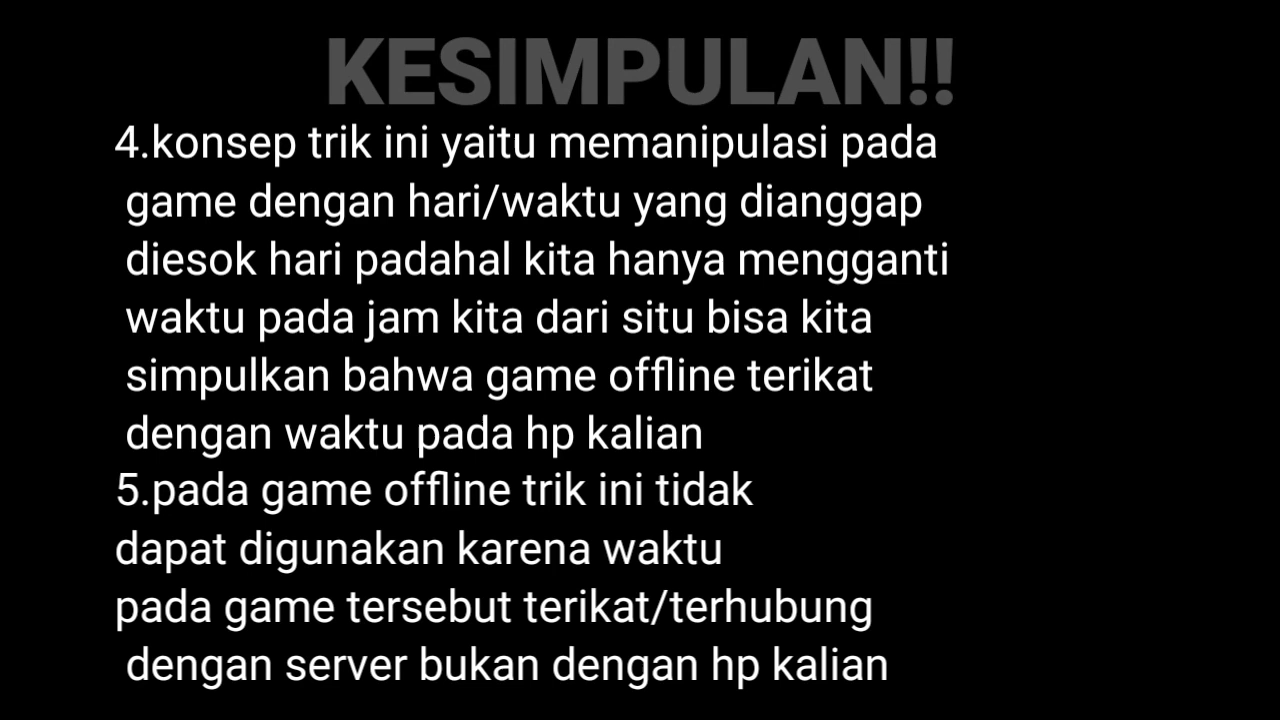 KESIMPULAN!!
4.konsep trik ini yaitu memanipulasi pada
game dengan hari/waktu yang dianggap
diesok hari padahal kita hanya mengganti
waktu pada jam kita dari situ bisa kita
simpulkan bahwa game offline terikat
dengan waktu pada hp kalian
5.pada game offline trik ini tidak
dapat digunakan karena waktu
pada game tersebut terikat/terhubung
dengan server bukan dengan hp kalian